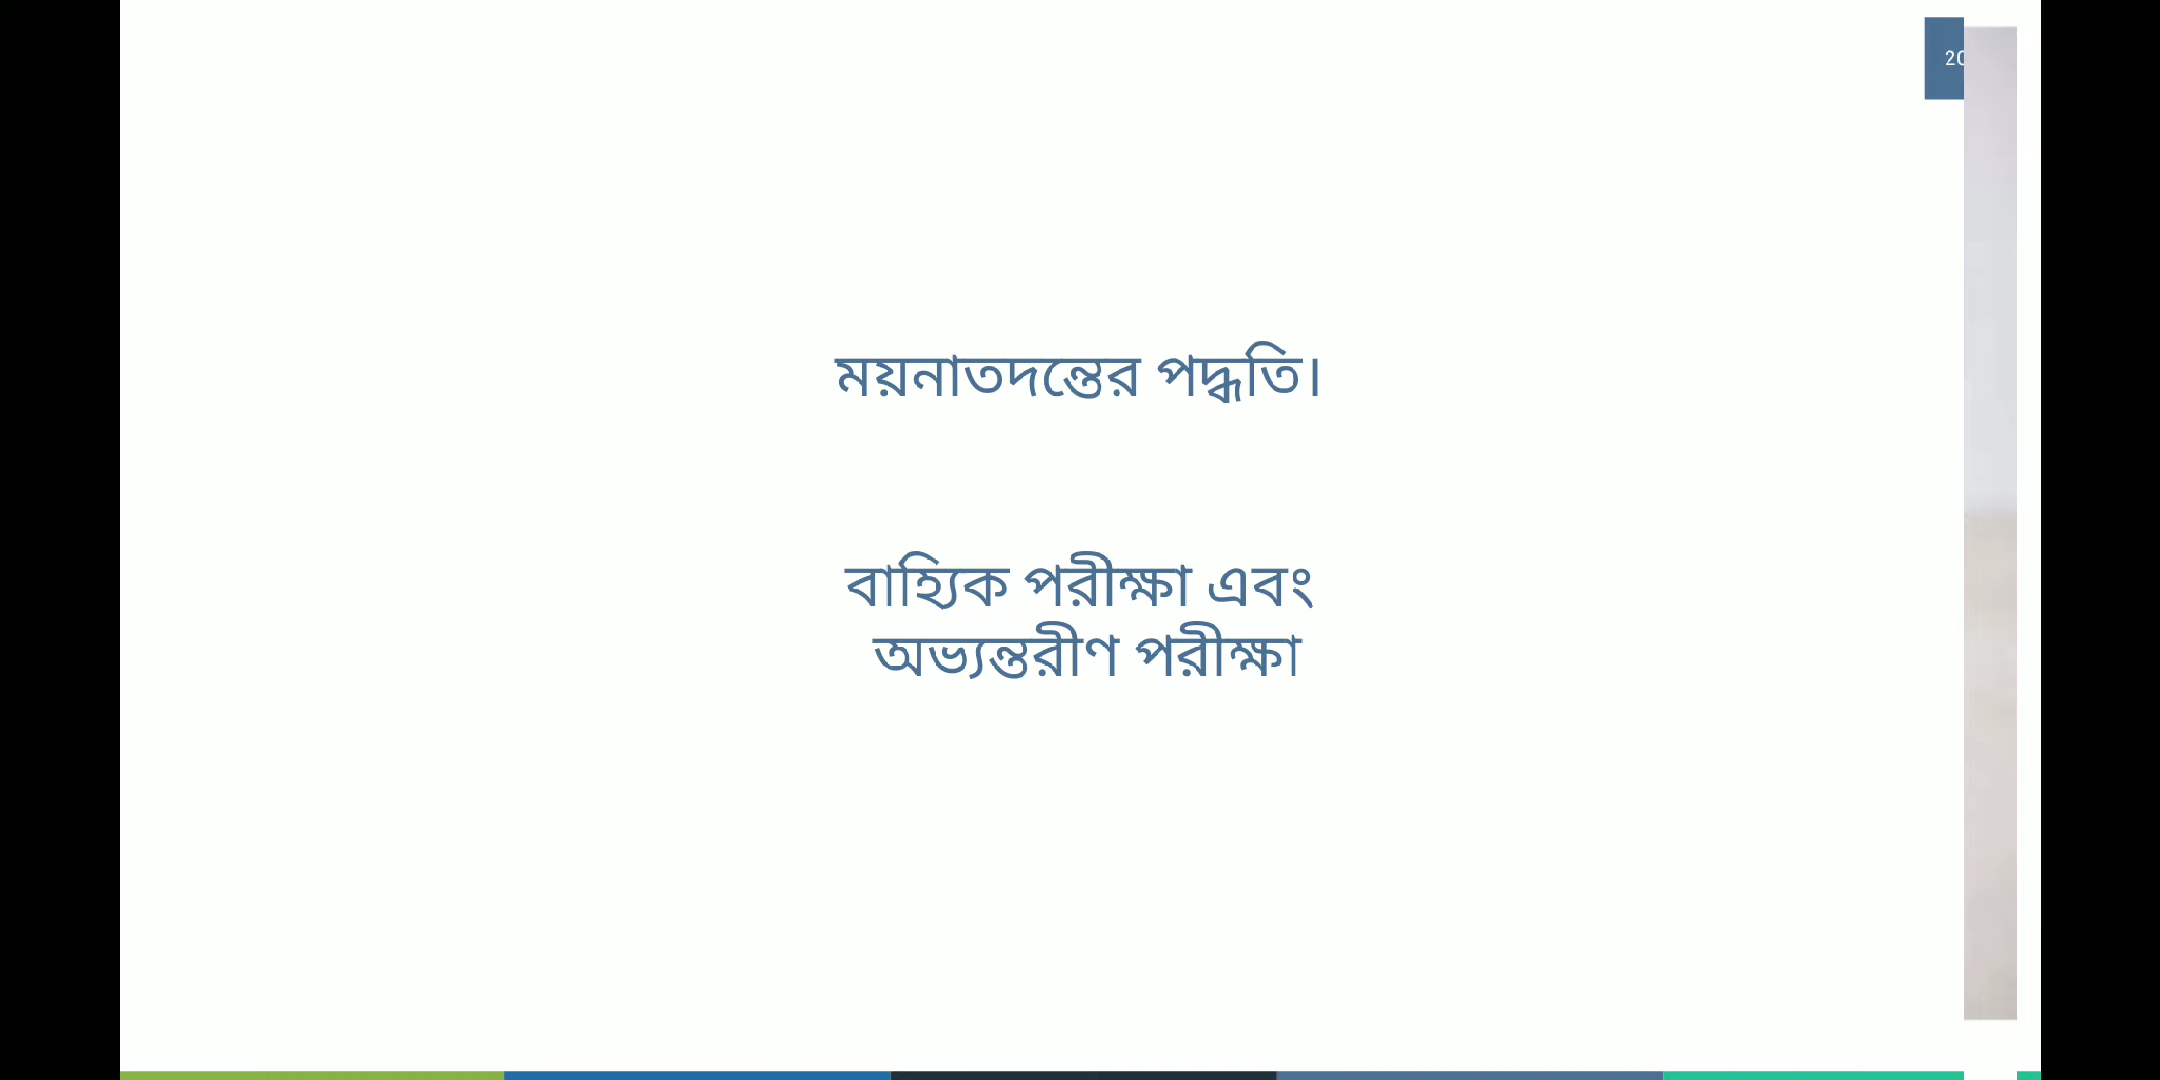 ময়নাতদন্তের পদ্ধতি।
বাহ্যিক পরীক্ষা এবং
অভ্যন্তরীণ পরীক্ষা